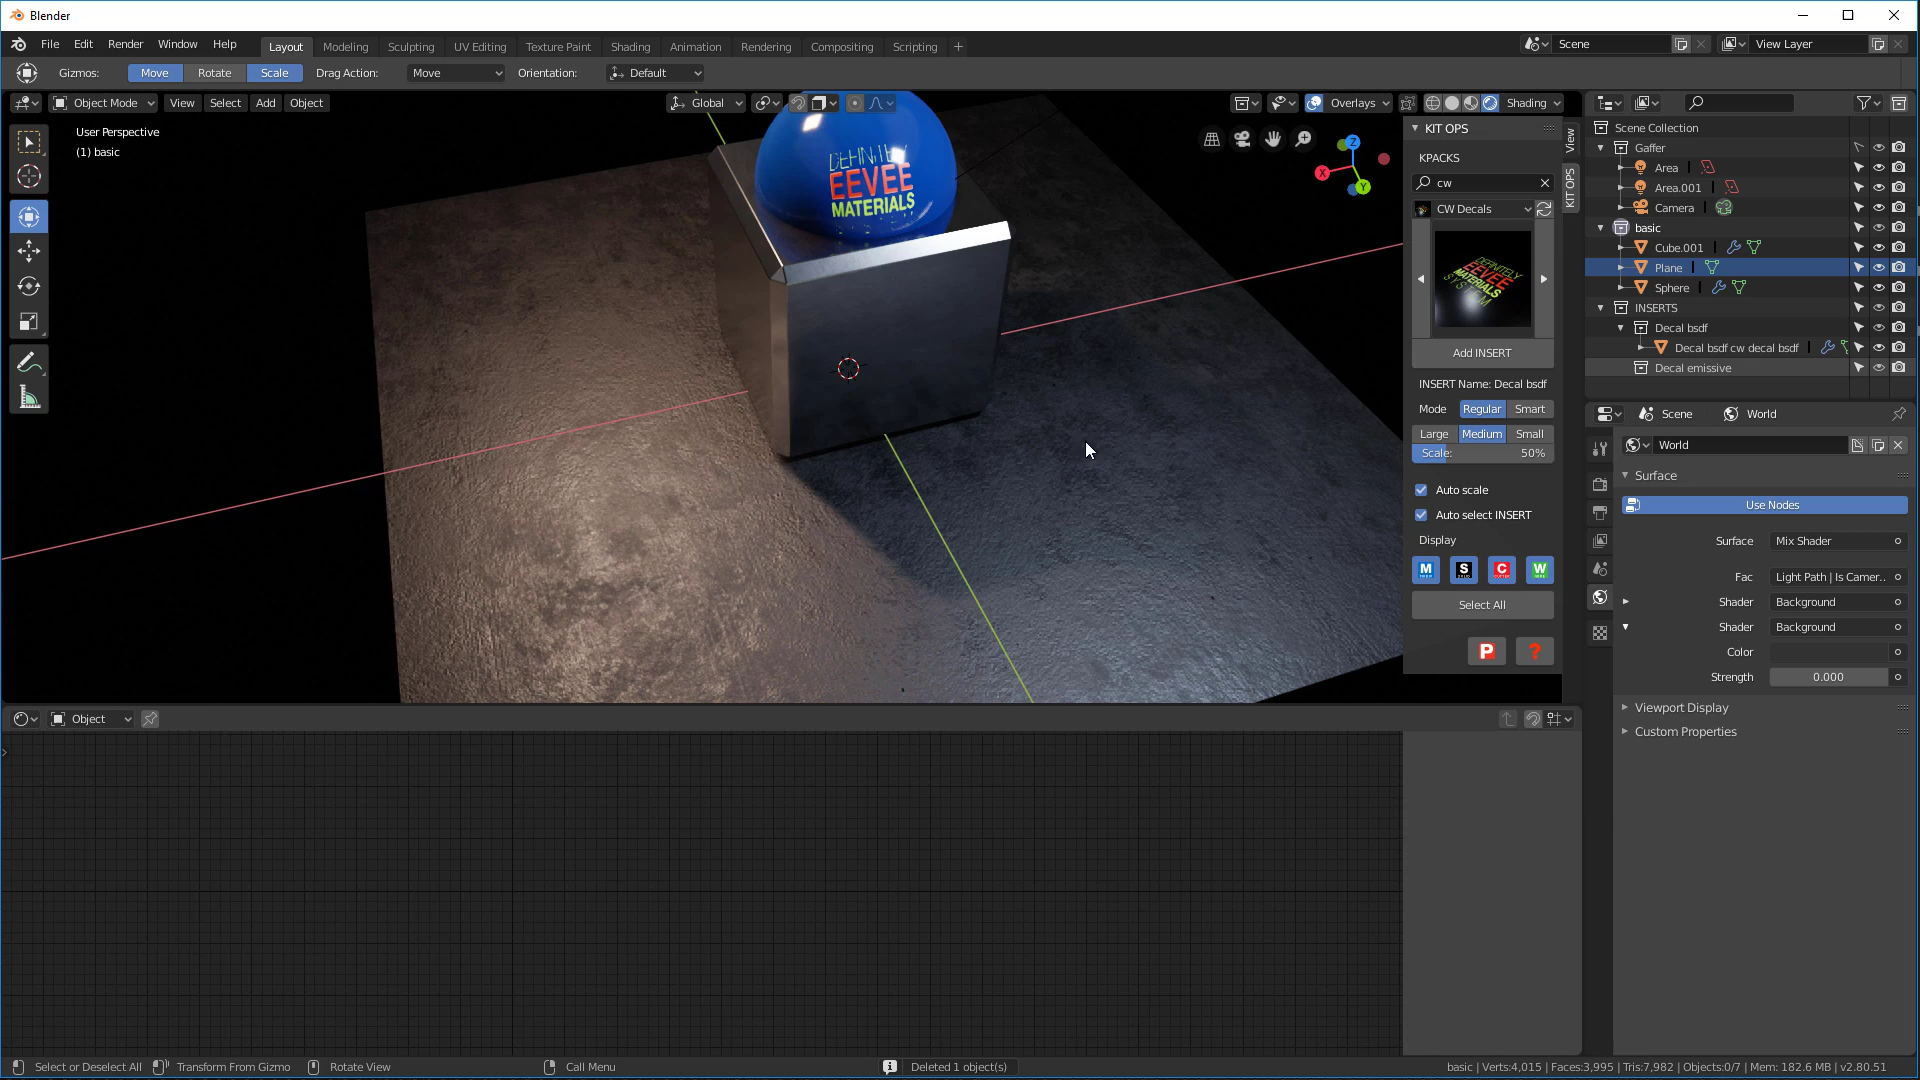 Blender
File Edit Render Window Help
Layout Modeling Sculpting UV Editing Texture Paint Shading Animation Rendering Compositing Scripting +
Scene
View Layer
Gizmos: Move Rotate Scale Drag Action: Move Orientation: Default
Object Mode View Select Add Object
Global
Overlays
Shading
User Perspective
(1) basic
DEFINITELY
EEVEE
MATERIALS
X
Y
Z
View
KIT OPS
KIT OPS
KPACKS
cw
CW Decals
DEFINITELY
EEVEE
MATERIALS
SYSTEM
Add INSERT
INSERT Name: Decal bsdf
Mode Regular Smart
Large Medium Small
Scale: 50%
Auto scale
Auto select INSERT
Display
M S C W
Select All
P ?
Scene Collection
Gaffer
Area
Area.001
Camera
basic
Cube.001
Plane
Sphere
INSERTS
Decal bsdf
Decal bsdf cw decal bsdf
Decal emissive
Scene World
World
Surface
Use Nodes
Surface Mix Shader
Fac Light Path | Is Camer..
Shader Background
Shader Background
Color
Strength 0.000
Viewport Display
Custom Properties
Object
Select or Deselect All Transform From Gizmo Rotate View Call Menu Deleted 1 object(s)
basic | Verts:4,015 | Faces:3,995 | Tris:7,982 | Objects:0/7 | Mem: 182.6 MB | v2.80.51